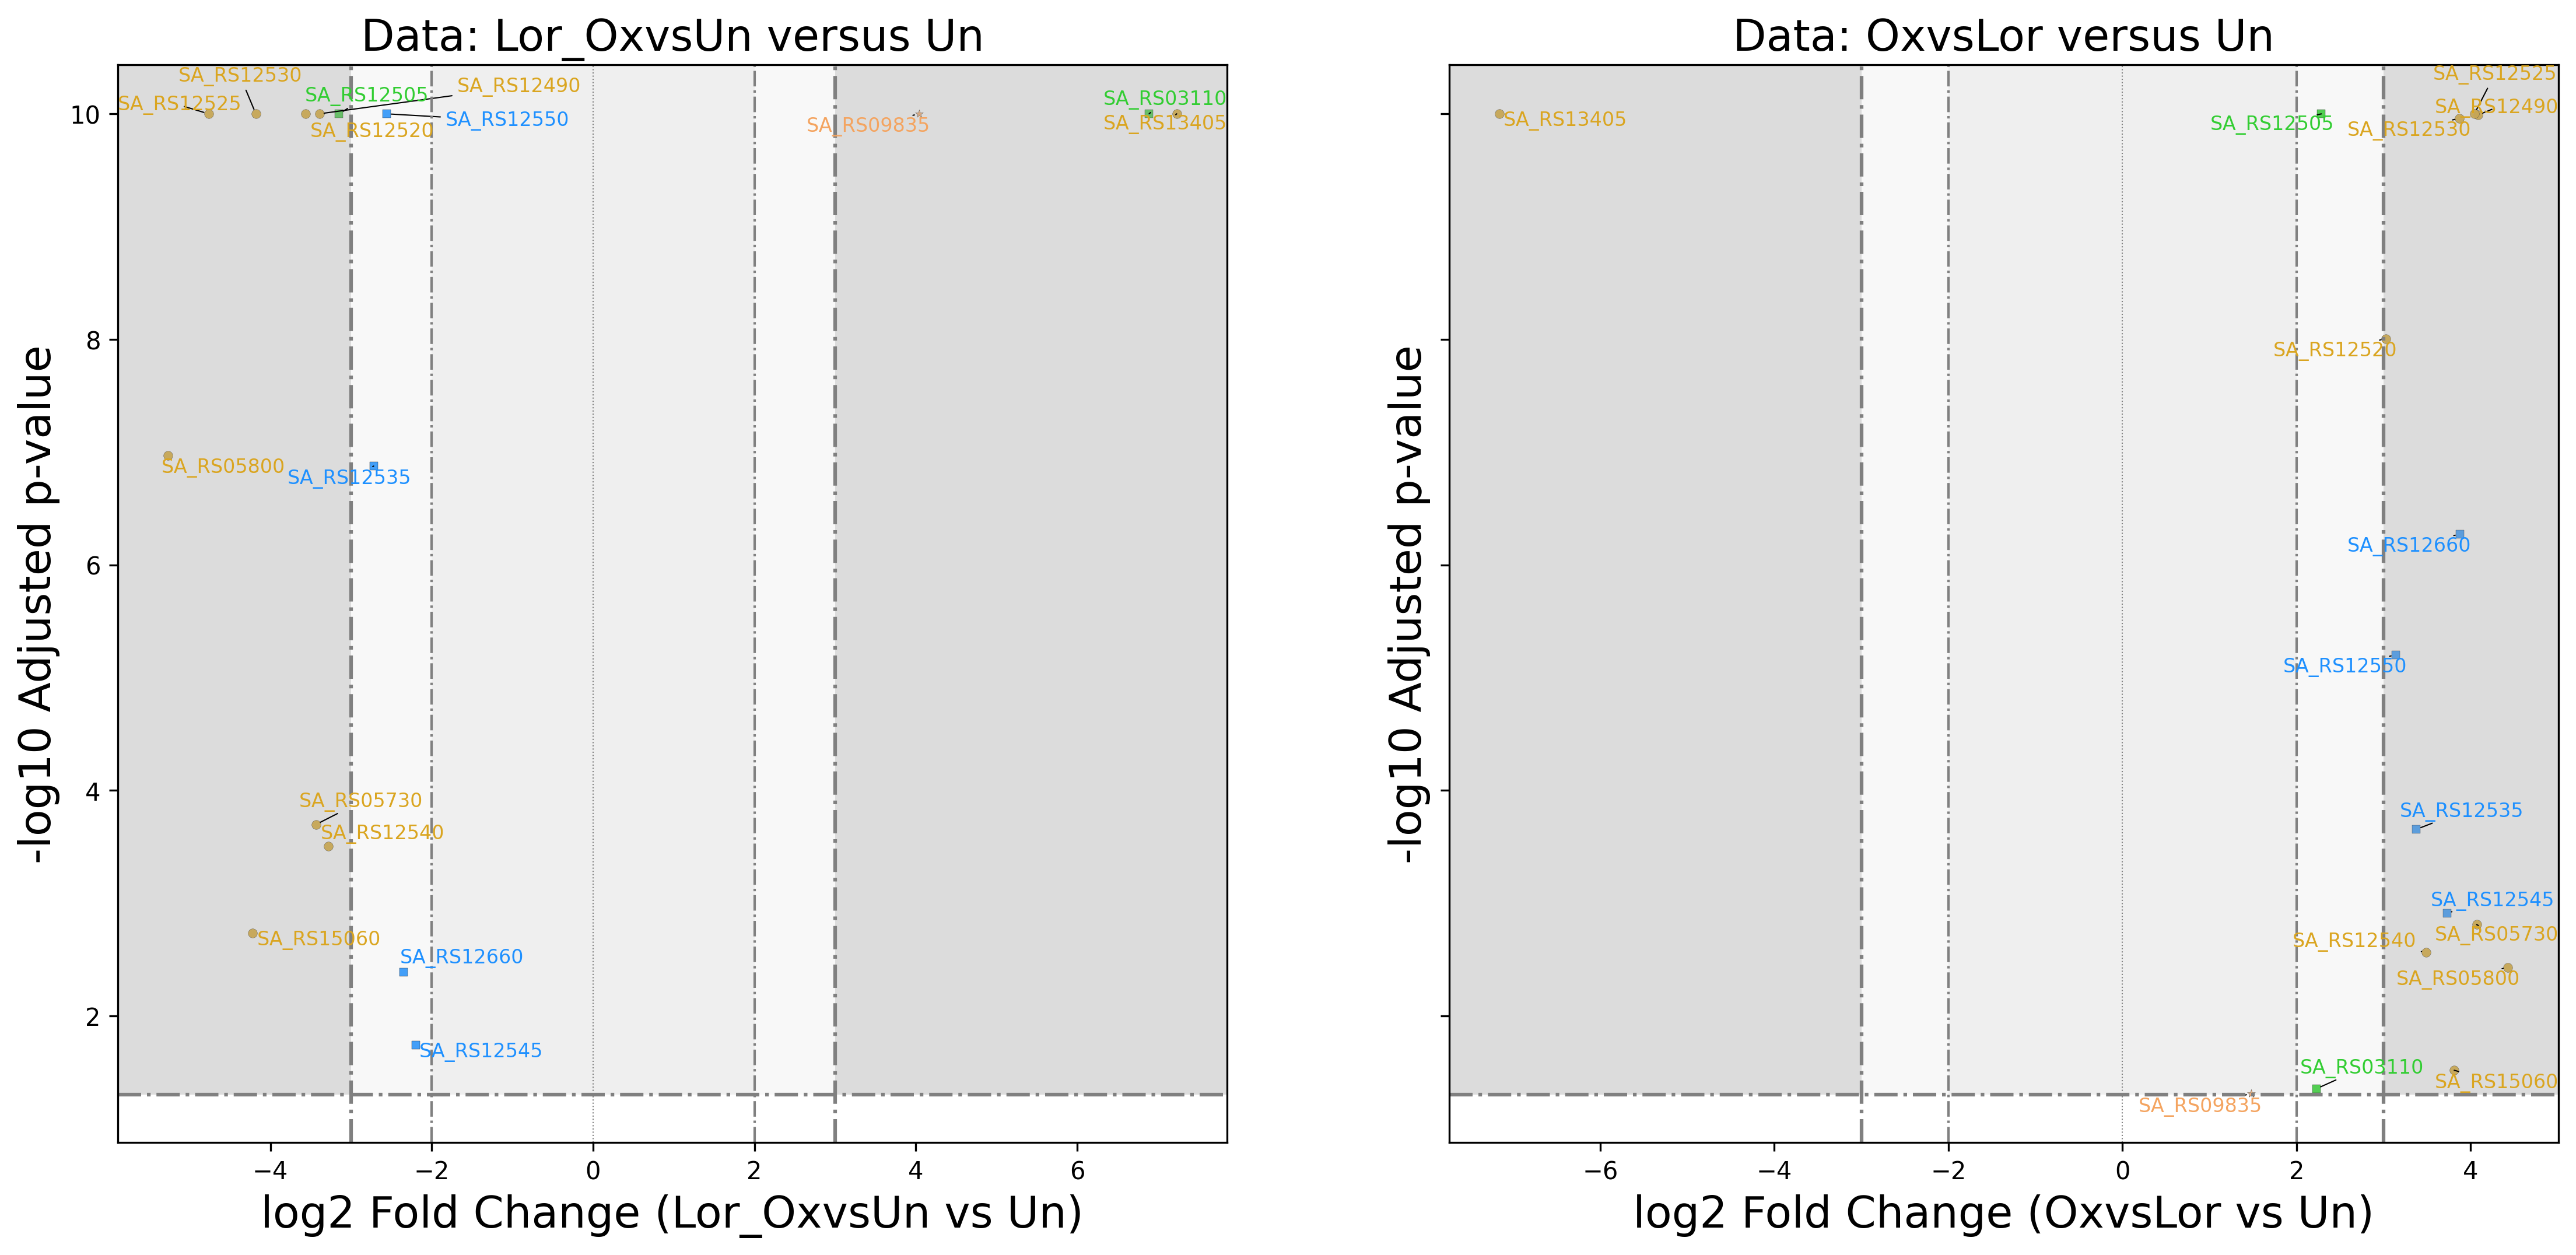 Data: Lor_OxvsUn versus Un
SA_RS12530
SA_RS12525
SA_RS12505
SA_RS12490
SA_RS12550
SA_RS12520
SA_RS03110
SA_RS09835
SA_RS13405
SA_RS05800
SA_RS12535
SA_RS05730
SA_RS12540
SA_RS15060
SA_RS12660
SA_RS12545
10
8
6
4
2
-log10 Adjusted p-value
−4
−2
0
2
4
6
log2 Fold Change (Lor_OxvsUn vs Un)
Data: OxvsLor versus Un
SA_RS12525
SA_RS12490
SA_RS13405
SA_RS12505
SA_RS12530
SA_RS12520
SA_RS12660
SA_RS12550
SA_RS12535
SA_RS12545
SA_RS12540
SA_RS05730
SA_RS05800
SA_RS03110
SA_RS15060
SA_RS09835
-log10 Adjusted p-value
−6
−4
−2
0
2
4
log2 Fold Change (OxvsLor vs Un)